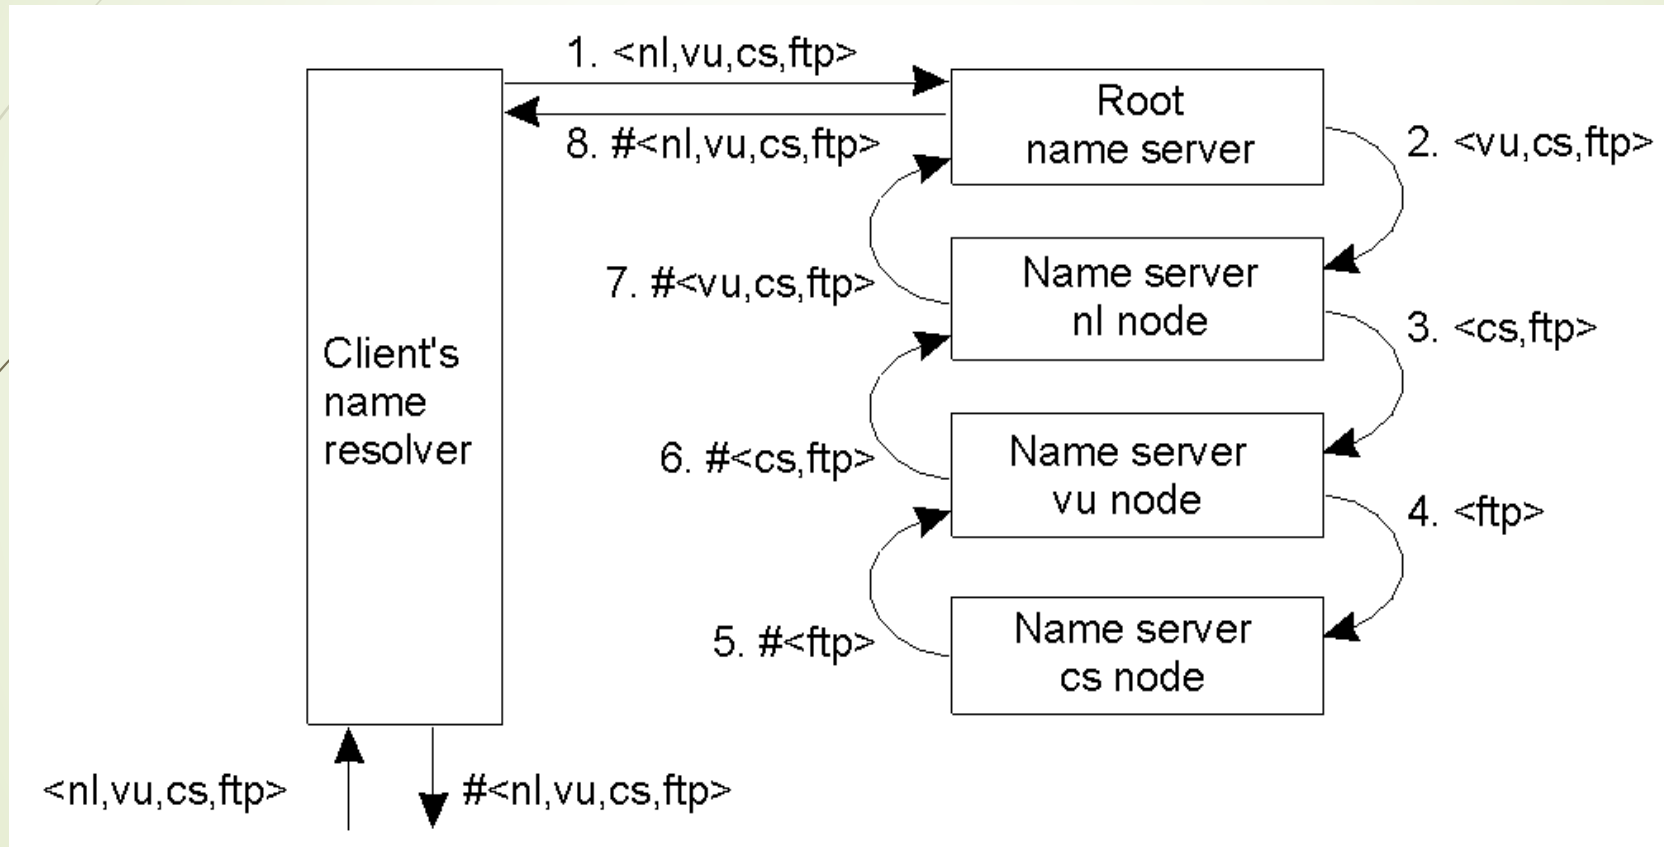 1. <nl,vu,cs,ftp>
8. #<nl,vu,cs,ftp>
Root
name server
2. <vu,cs,ftp>
7. #<vu,cs,ftp>
Name server
nl node
3. <cs,ftp>
Client's
name
resolver
6. #<cs,ftp>
Name server
vu node
4. <ftp>
5. #<ftp>
Name server
cs node
<nl,vu,cs,ftp>
#<nl,vu,cs,ftp>